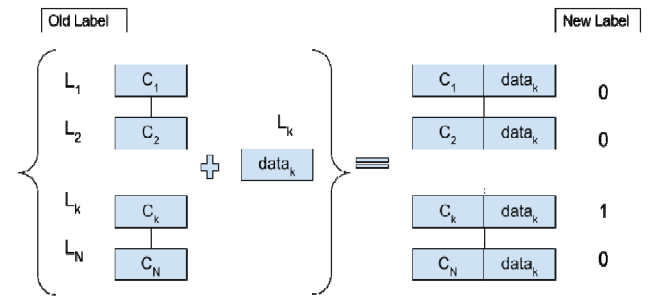 Old Label
New Label
L1 C1
L2 C2
Lk
datak
Lk Ck
LN CN
C1 datak 0
C2 datak 0
Ck datak 1
CN datak 0